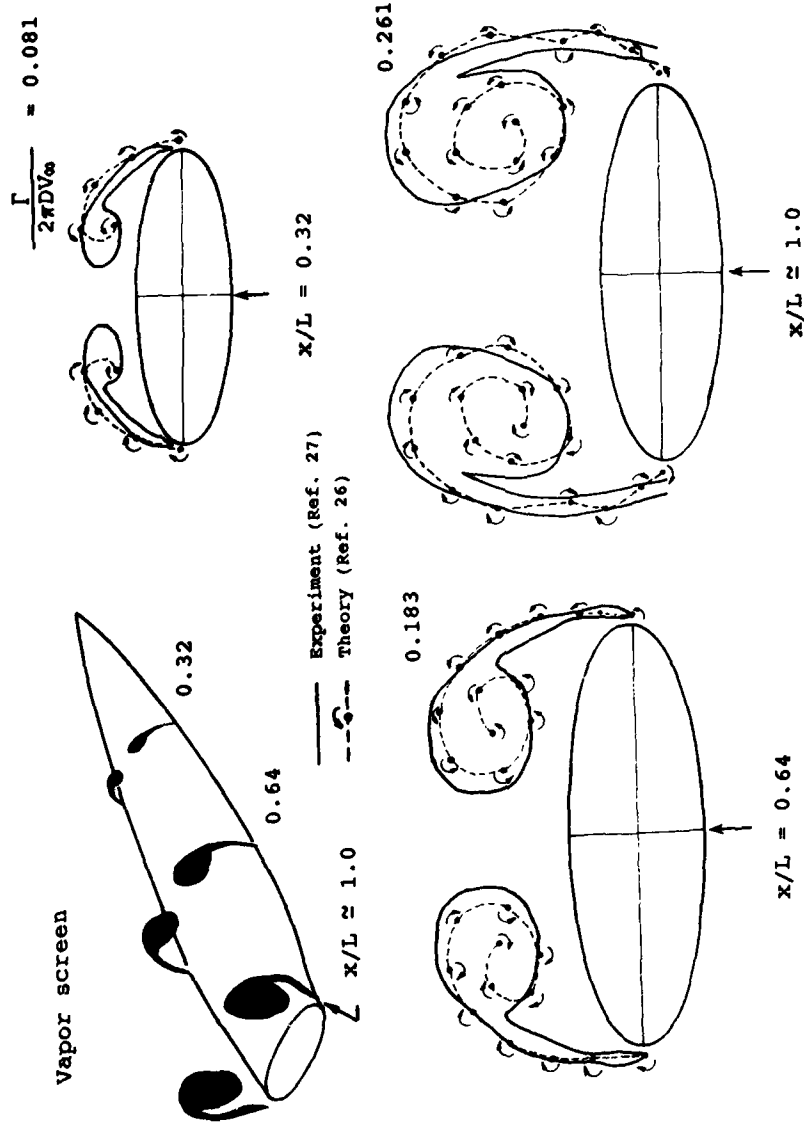 Vapor screen
0.32
0.64
x/L ≃ 1.0
Γ / 2πDV∞ = 0.081
x/L = 0.32
Experiment (Ref. 27)
Theory (Ref. 26)
0.183
x/L = 0.64
0.261
x/L ≃ 1.0